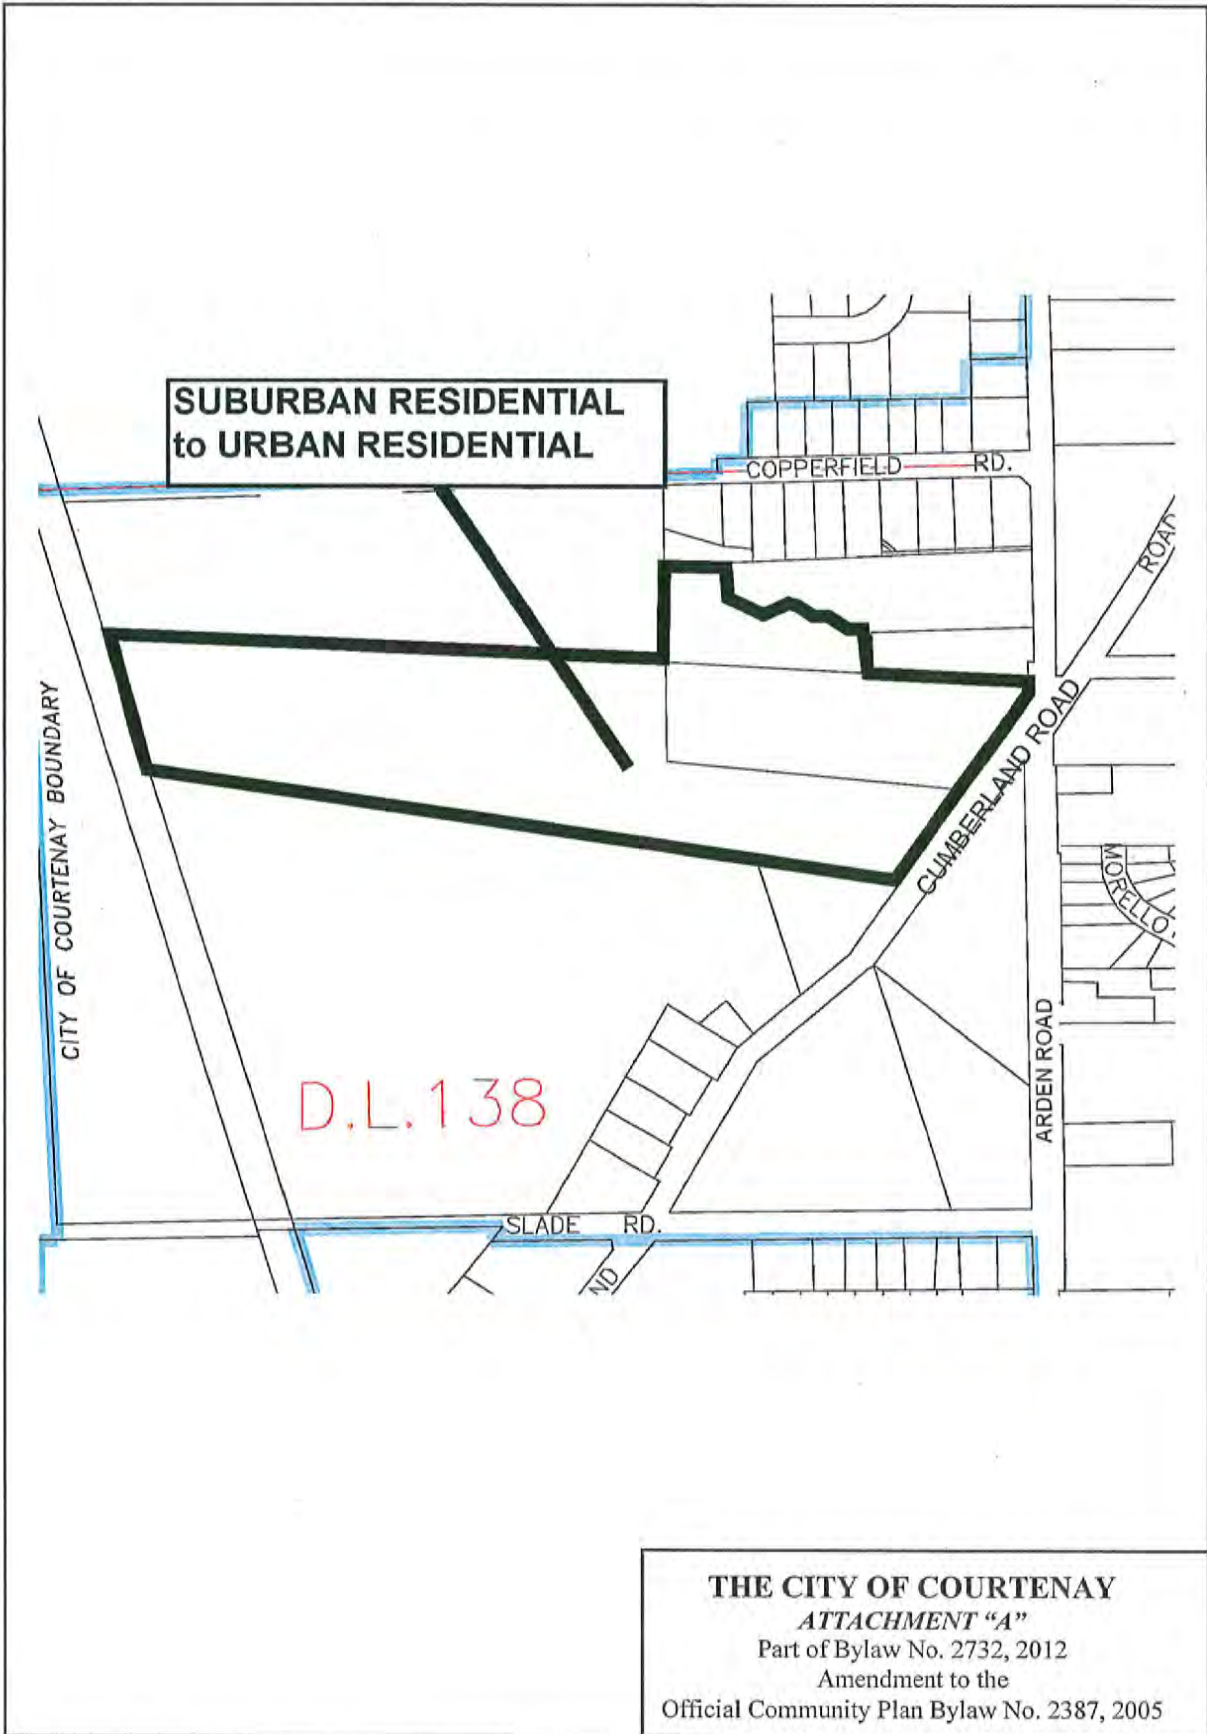 SUBURBAN RESIDENTIAL
to URBAN RESIDENTIAL
COPPERFIELD RD.
ROAD
CITY OF COURTENAY BOUNDARY
CUMBERLAND ROAD
MORELLO
ARDEN ROAD
D.L.138
SLADE RD.
ND
THE CITY OF COURTENAY
ATTACHMENT “A”
Part of Bylaw No. 2732, 2012
Amendment to the
Official Community Plan Bylaw No. 2387, 2005